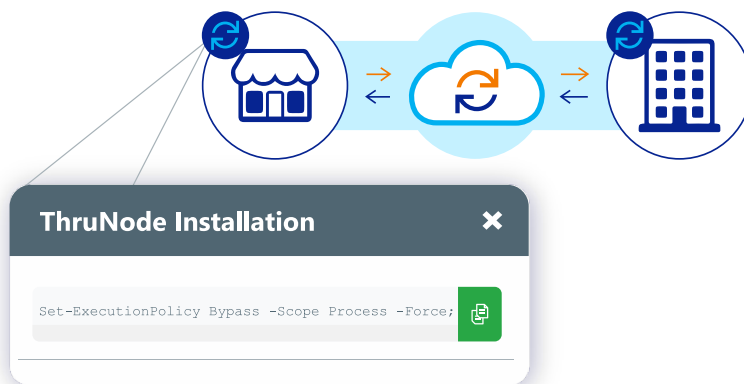 ThruNode Installation
Set-ExecutionPolicy Bypass -Scope Process -Force;